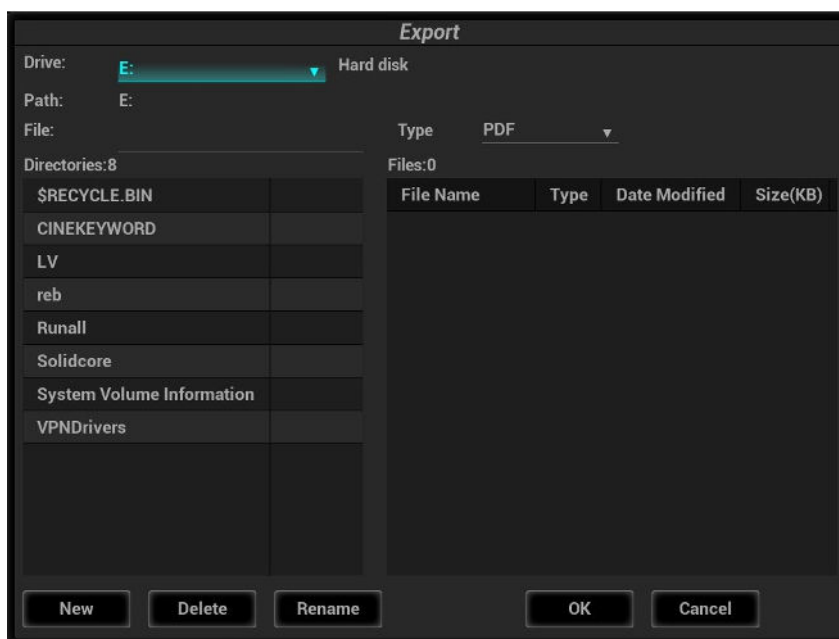 Export
Drive: E: Hard disk
Path: E:
File: Type PDF
Directories:8 Files:0
$RECYCLE.BIN File Name Type Date Modified Size(KB)
CINEKEYWORD
LV
reb
Runall
Solidcore
System Volume Information
VPNDrivers
New Delete Rename OK Cancel